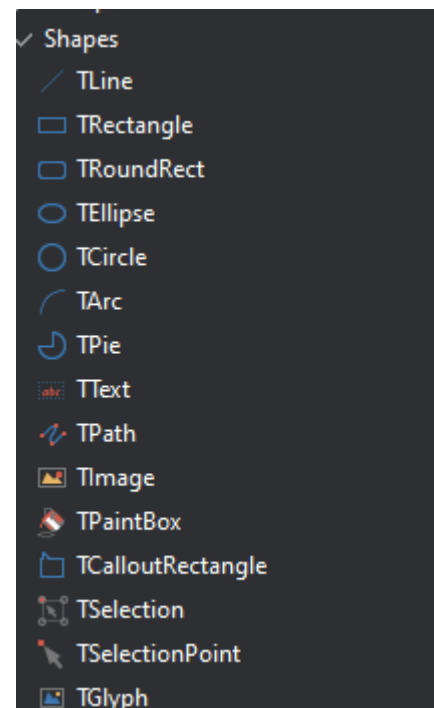 Shapes
TLine
TRectangle
TRoundRect
TEllipse
TCircle
TArc
TPie
abc TText
TPath
TImage
TPaintBox
TCalloutRectangle
TSelection
TSelectionPoint
TGlyph